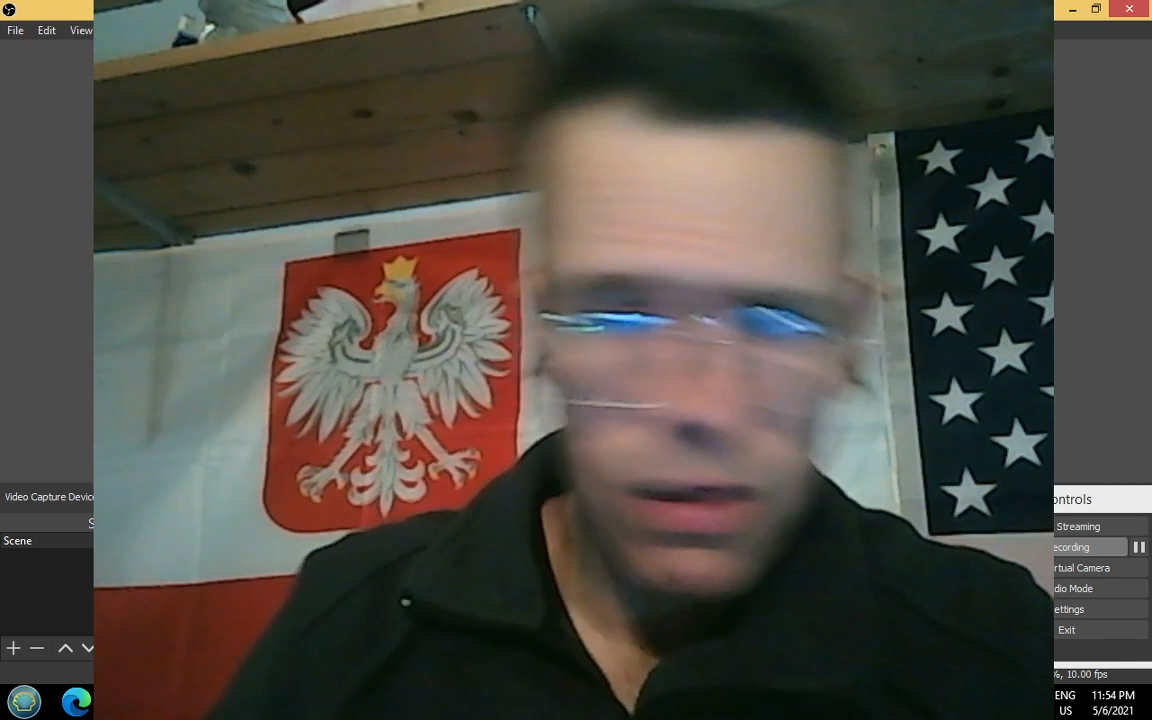 File Edit View
Video Capture Devic
S
Scene
ontrols
Streaming
ecording
rtual Camera
dio Mode
ettings
Exit
%, 10.00 fps
ENG 11:54 PM
US 5/6/2021